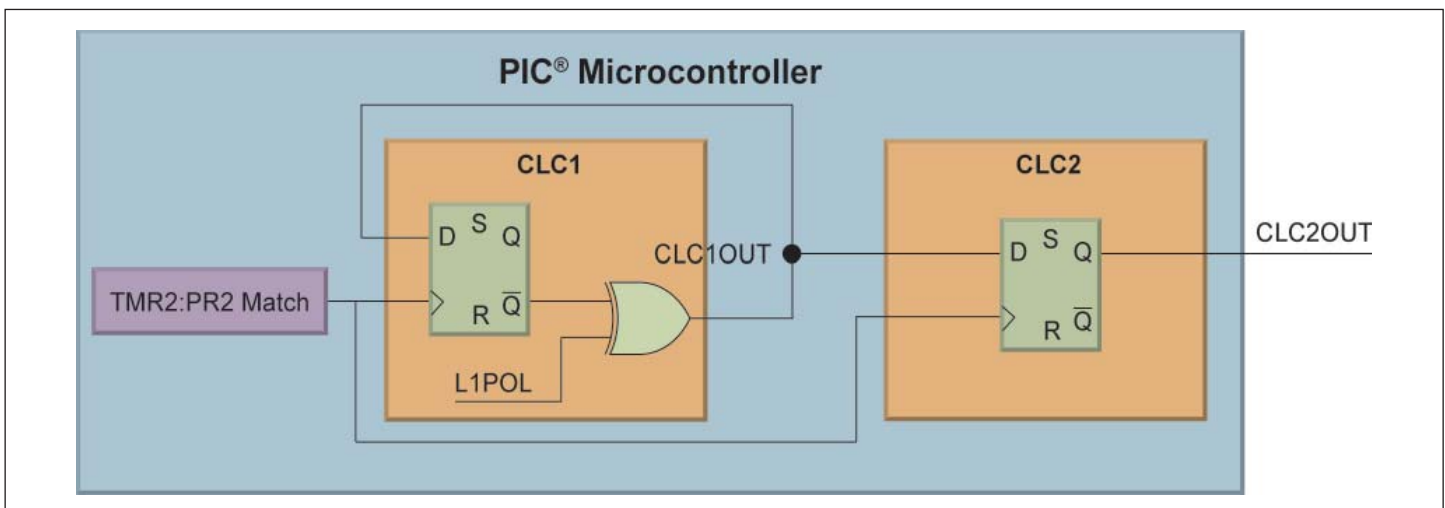 PIC® Microcontroller
CLC1
CLC2
D S Q
R Q̅
L1POL
CLC1OUT
TMR2:PR2 Match
D S Q
R Q̅
CLC2OUT